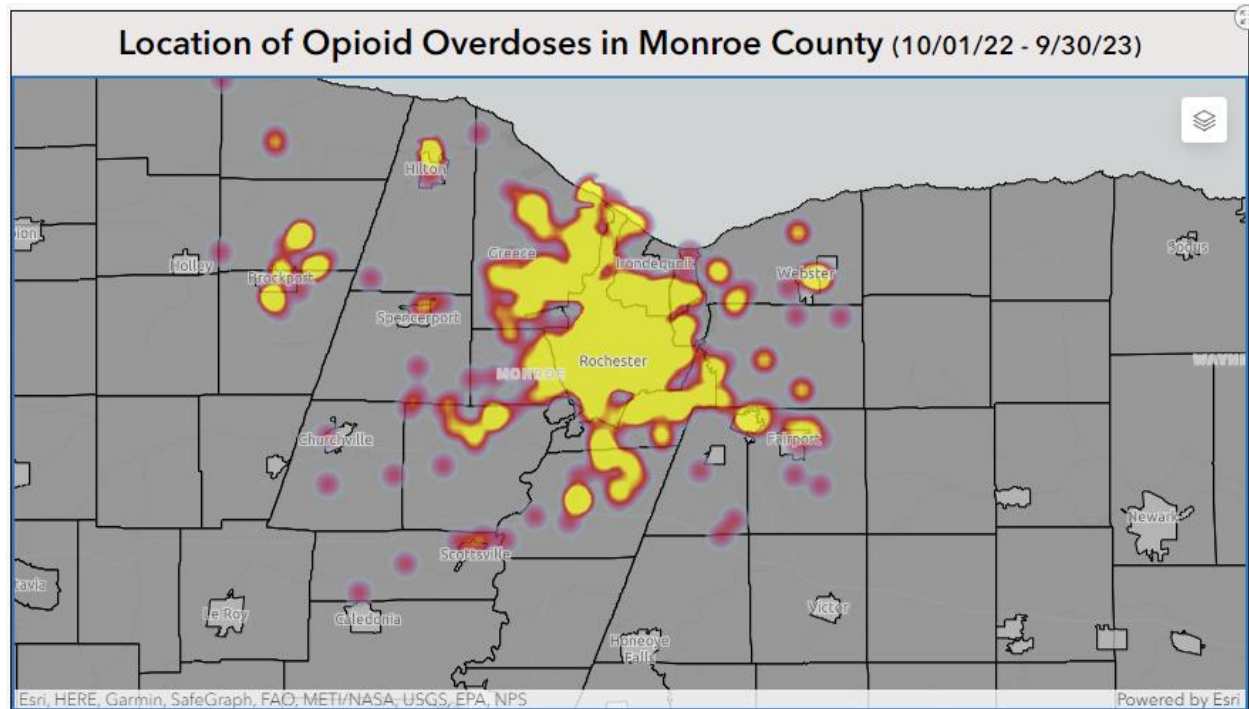 Location of Opioid Overdoses in Monroe County (10/01/22 - 9/30/23)
Hilton
Sodus
Greece
Irondequoit
Holley
Brockport
Webster
Spencerport
Rochester
MONROE
WAYNE
Churchville
Fairport
Newark
Scottsville
Le Roy
Caledonia
Victor
Honeoye
Falls
Esri, HERE, Garmin, SafeGraph, FAO, METI/NASA, USGS, EPA, NPS
Powered by Esri